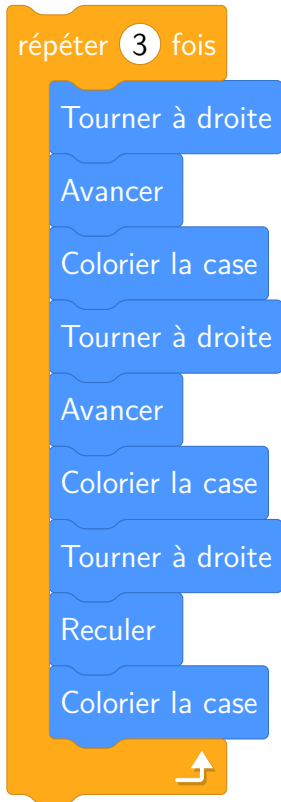 répéter 3 fois
Tourner à droite
Avancer
Colorier la case
Tourner à droite
Avancer
Colorier la case
Tourner à droite
Reculer
Colorier la case